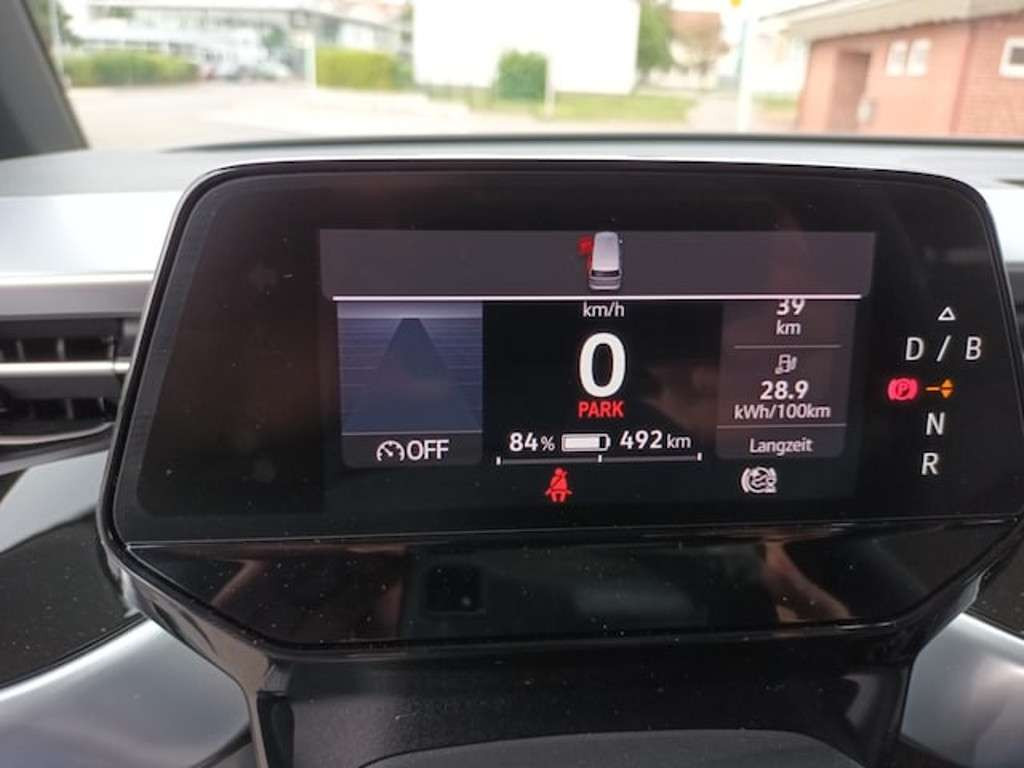 km/h
0
PARK
84% 492 km
OFF
39
km
28.9
kWh/100km
Langzeit
D / B
P
N
R